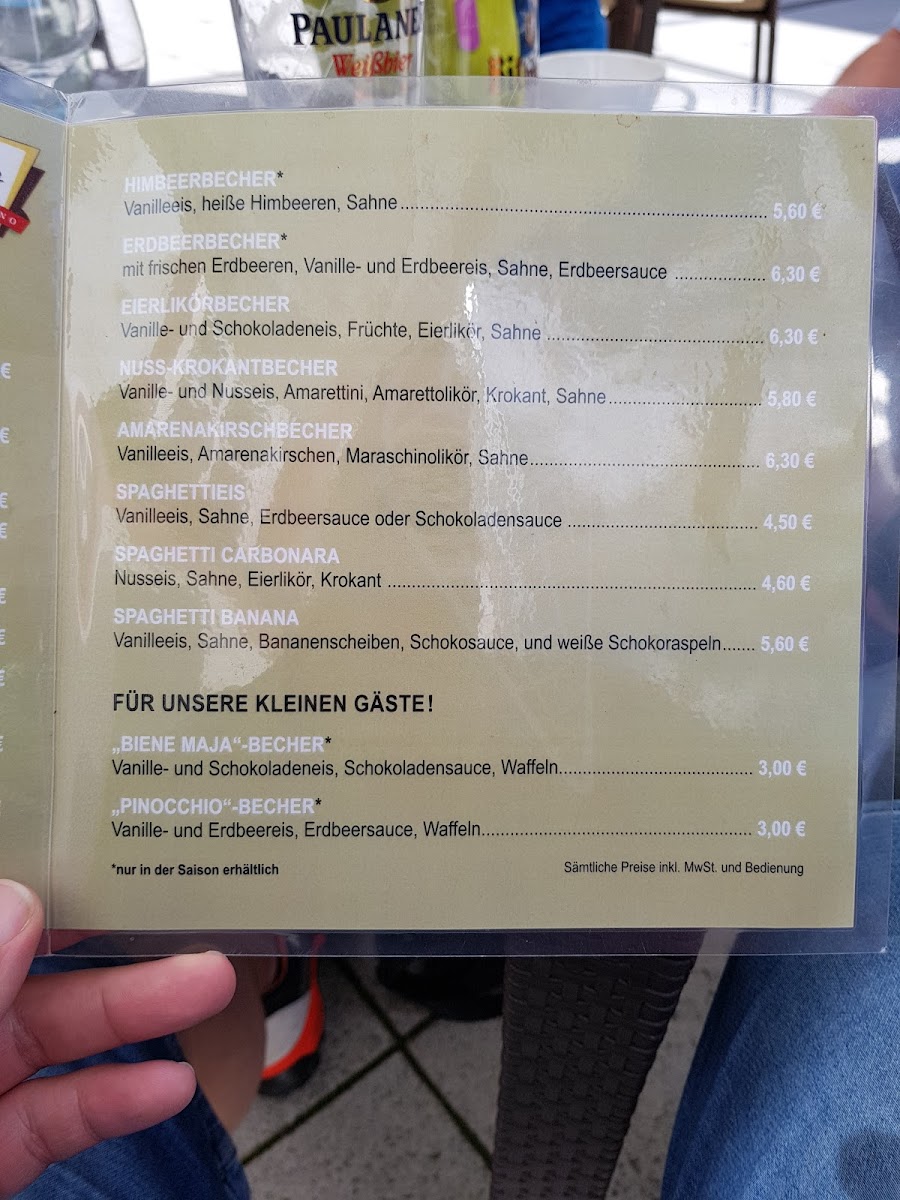 PAULANE
Weißbier
HIMBEERBECHER*
Vanilleeis, heiße Himbeeren, Sahne........ 5,60 €
ERDBEERBECHER*
mit frischen Erdbeeren, Vanille- und Erdbeereis, Sahne, Erdbeersauce ........ 6,30 €
EIERLIKÖRBECHER
Vanille- und Schokoladeneis, Früchte, Eierlikör, Sahne ........ 6,30 €
NUSS-KROKANTBECHER
Vanille- und Nusseis, Amarettini, Amarettolikör, Krokant, Sahne........ 5,80 €
AMARENAKIRSCHBECHER
Vanilleeis, Amarenakirschen, Maraschinolikör, Sahne........ 6,30 €
SPAGHETTIEIS
Vanilleeis, Sahne, Erdbeersauce oder Schokoladensauce ........ 4,50 €
SPAGHETTI CARBONARA
Nusseis, Sahne, Eierlikör, Krokant ........ 4,60 €
SPAGHETTI BANANA
Vanilleeis, Sahne, Bananenscheiben, Schokosauce, und weiße Schokoraspeln....... 5,60 €
FÜR UNSERE KLEINEN GÄSTE!
„BIENE MAJA“-BECHER*
Vanille- und Schokoladeneis, Schokoladensauce, Waffeln........ 3,00 €
„PINOCCHIO“-BECHER*
Vanille- und Erdbeereis, Erdbeersauce, Waffeln........ 3,00 €
*nur in der Saison erhältlich
Sämtliche Preise inkl. MwSt. und Bedienung